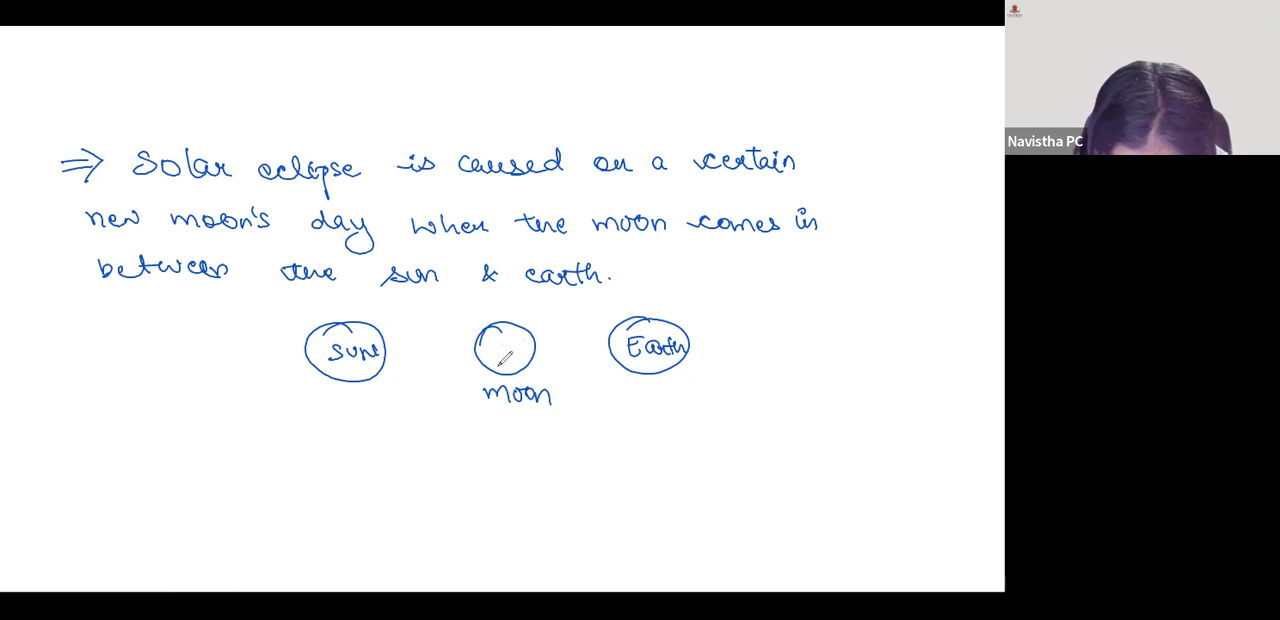 ⇒ Solar eclipse is caused on a certain
new moon's day when the moon comes in
between the sun & earth.
Sun
Earth
moon
Navistha PC